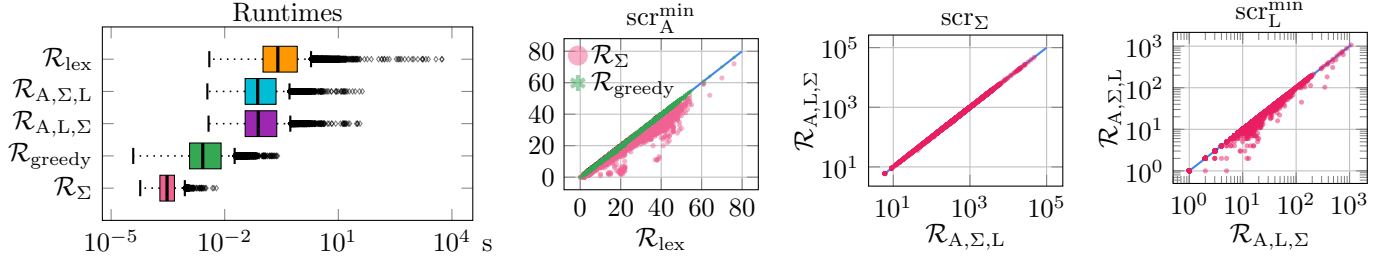 Runtimes
R_lex
R_A,Σ,L
R_A,L,Σ
R_greedy
R_Σ
10^−5 10^−2 10^1 10^4 s
scr_A^min
80
60
40
20
0
R_Σ
R_greedy
0 20 40 60 80
R_lex
scr_Σ
R_A,L,Σ
10^5
10^3
10^1
10^1 10^3 10^5
R_A,Σ,L
scr_L^min
R_A,Σ,L
10^3
10^2
10^1
10^0
10^0 10^1 10^2 10^3
R_A,L,Σ